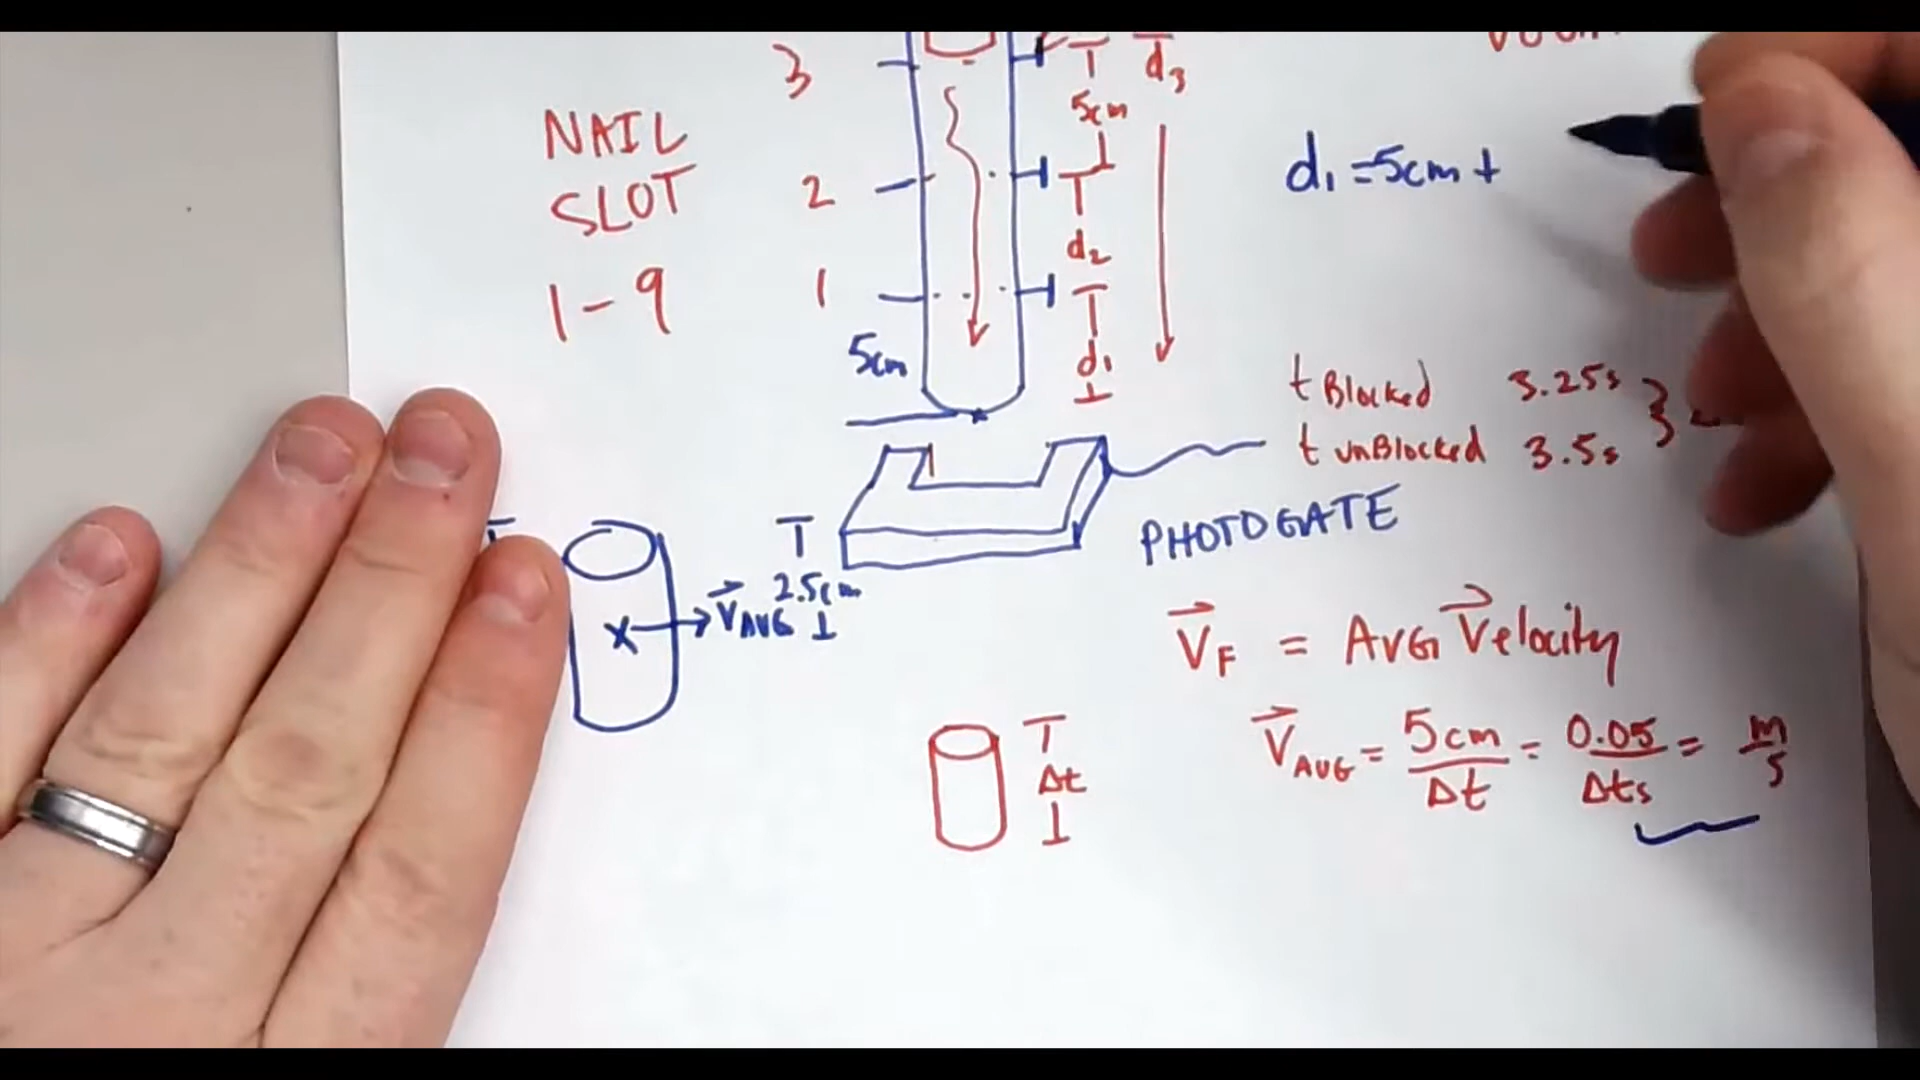 3 T d₃
5cm
⊥
NAIL
SLOT
1-9
2 T
d₂
1 T
5cm d₁
⊥
d₁ = 5cm +
t Blocked 3.25s
t unBlocked 3.5s
PHOTOGATE
T
2.5cm
V AVG ⊥
X
V F = AVG Velocity
V AVG = 5cm/Δt = 0.05/Δts = m/s
T
Δt
⊥